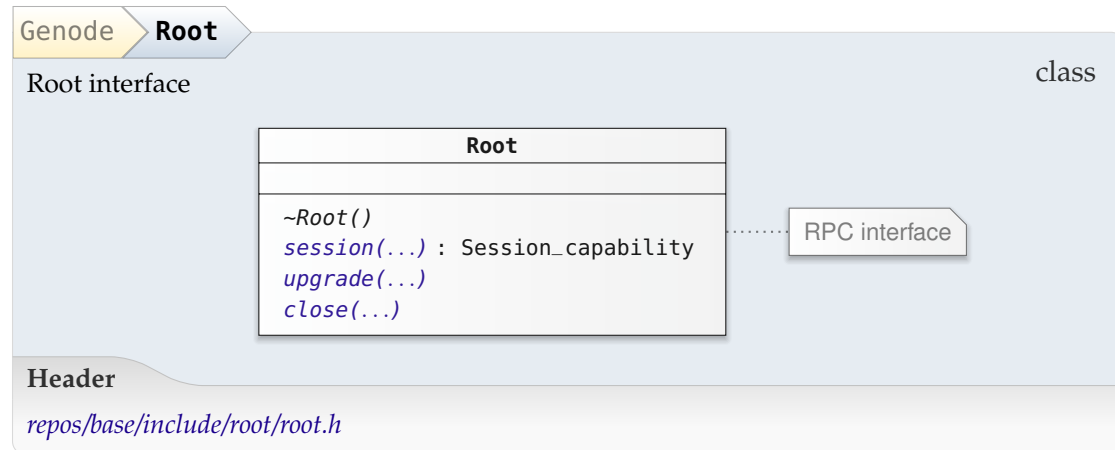 Genode Root
Root interface
class
Root
~Root()
session(...) : Session_capability
upgrade(...)
close(...)
RPC interface
Header
repos/base/include/root/root.h